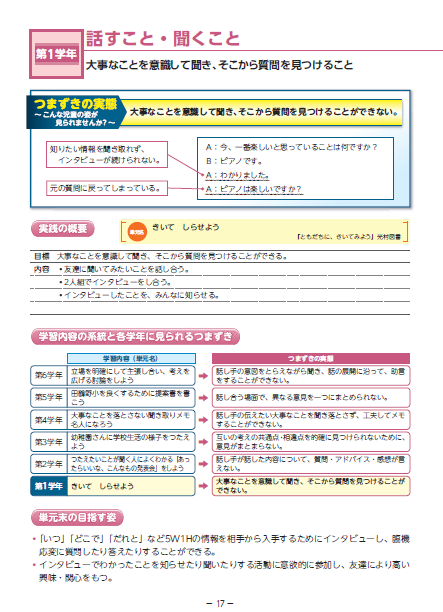 第1学年
話すこと・聞くこと
大事なことを意識して聞き、そこから質問を見つけること
つまずきの実態
～こんな児童の姿が
見られませんか？～
大事なことを意識して聞き、そこから質問を見つけることができない。
知りたい情報を聞き取れず、
インタビューが続けられない。
元の質問に戻ってしまっている。
A：今、一番楽しいと思っていることは何ですか？
B：ピアノです。
A：わかりました。
A：ピアノは楽しいですか？
実践の概要
単元名
きいて　しらせよう
「ともだちに、きいてみよう」光村図書
目標　大事なことを意識して聞き、そこから質問を見つけることができる。
内容　•友達に聞いてみたいことを話し合う。
•2人組でインタビューをし合う。
•インタビューしたことを、みんなに知らせる。
学習内容の系統と各学年に見られるつまずき
学習内容（単元名）
つまずきの実態
第6学年
立場を明確にして主張し合い、考えを
広げる討論をしよう
話し手の意図をとらえながら聞き、話の展開に沿って、助言
をすることができない。
第5学年
田鶴野小を良くするために提案書を書
こう
話し合う場面で、異なる意見を一つにまとめられない。
第4学年
大事なことを落とさない聞き取りメモ
名人になろう
話し手の伝えたい大事なことを聞き落とさず、工夫してメモ
することができない。
第3学年
幼稚園さんに学校生活の様子をつたえ
よう
互いの考えの共通点・相違点を的確に見つけられないために、
意見がまとまらない。
第2学年
つたえたいことが聞く人によくわかる「あっ
たらいいな、こんなもの発表会」をしよう
話し手が話した内容について、質問・アドバイス・感想が言
えない。
第1学年
きいて　しらせよう
大事なことを意識して聞き、そこから質問を見つけることが
できない。
単元末の目指す姿
•「いつ」「どこで」「だれと」など5W1Hの情報を相手から入手するためにインタビューし、臨機
応変に質問したり答えたりすることができる。
•インタビューでわかったことを知らせたり聞いたりする活動に意欲的に参加し、友達により高い
興味・関心をもつ。
－ 17 －